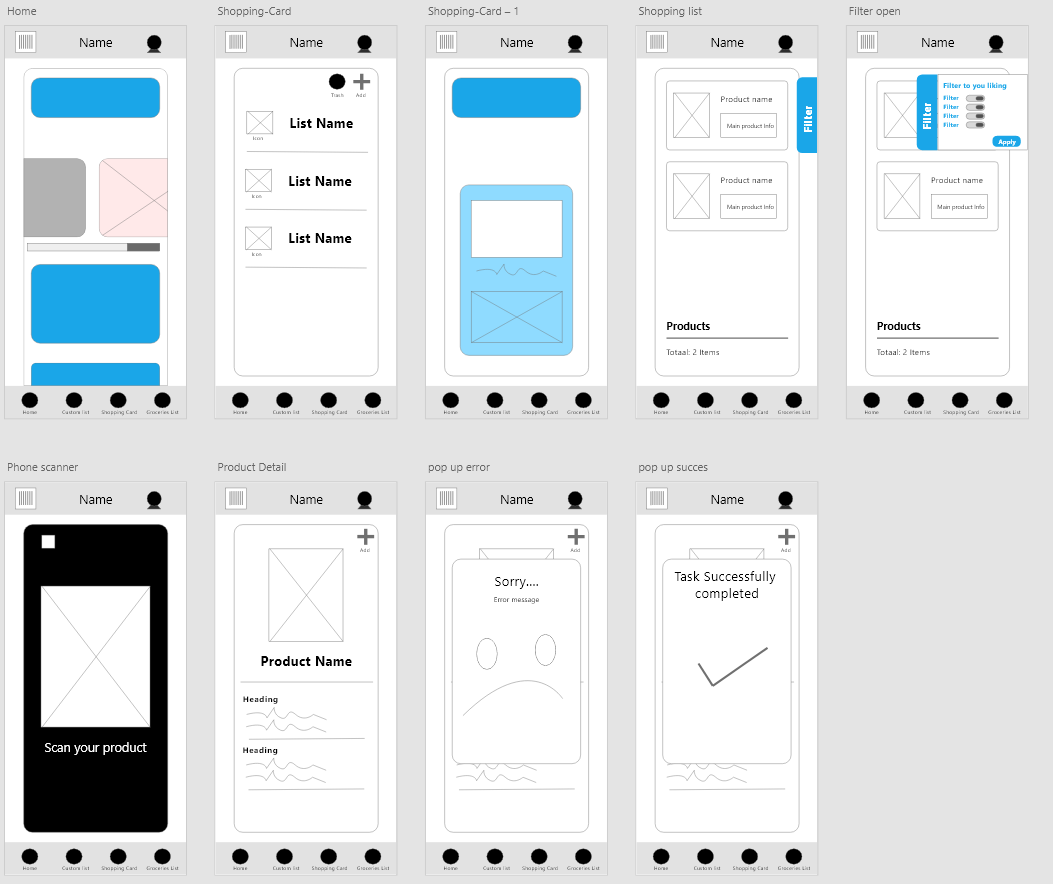 Home
Name
Home
Custom list
Shopping Card
Groceries List
Shopping-Card
Name
Trash
Add
Icon
List Name
Icon
List Name
Icon
List Name
Home
Custom list
Shopping Card
Groceries List
Shopping-Card – 1
Name
Home
Custom list
Shopping Card
Groceries List
Shopping list
Name
Product name
Main product Info
Filter
Product name
Main product Info
Products
Totaal: 2 Items
Home
Custom list
Shopping Card
Groceries List
Filter open
Name
Filter
Filter to you liking
Filter
Filter
Filter
Filter
Apply
Product name
Main product Info
Products
Totaal: 2 Items
Home
Custom list
Shopping Card
Groceries List
Phone scanner
Name
Scan your product
Home
Custom list
Shopping Card
Groceries List
Product Detail
Name
Add
Product Name
Heading
Heading
Home
Custom list
Shopping Card
Groceries List
pop up error
Name
Add
Sorry....
Error message
Home
Custom list
Shopping Card
Groceries List
pop up succes
Name
Add
Task Successfully
completed
Home
Custom list
Shopping Card
Groceries List